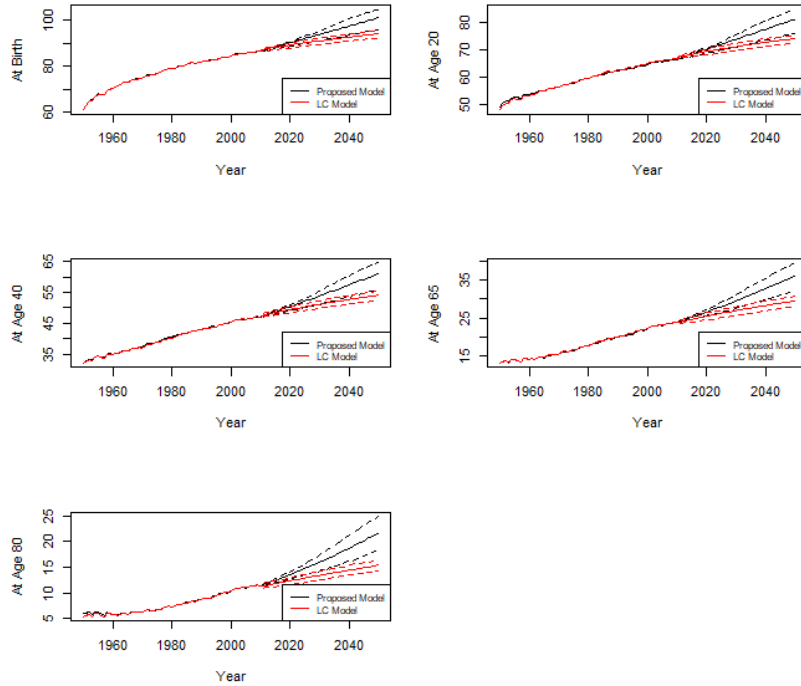 At Birth
60 80 100
Proposed Model
LC Model
1960 1980 2000 2020 2040
Year
At Age 20
50 60 70 80
Proposed Model
LC Model
1960 1980 2000 2020 2040
Year
At Age 40
35 45 55 65
Proposed Model
LC Model
1960 1980 2000 2020 2040
Year
At Age 65
15 25 35
Proposed Model
LC Model
1960 1980 2000 2020 2040
Year
At Age 80
5 10 15 20 25
Proposed Model
LC Model
1960 1980 2000 2020 2040
Year